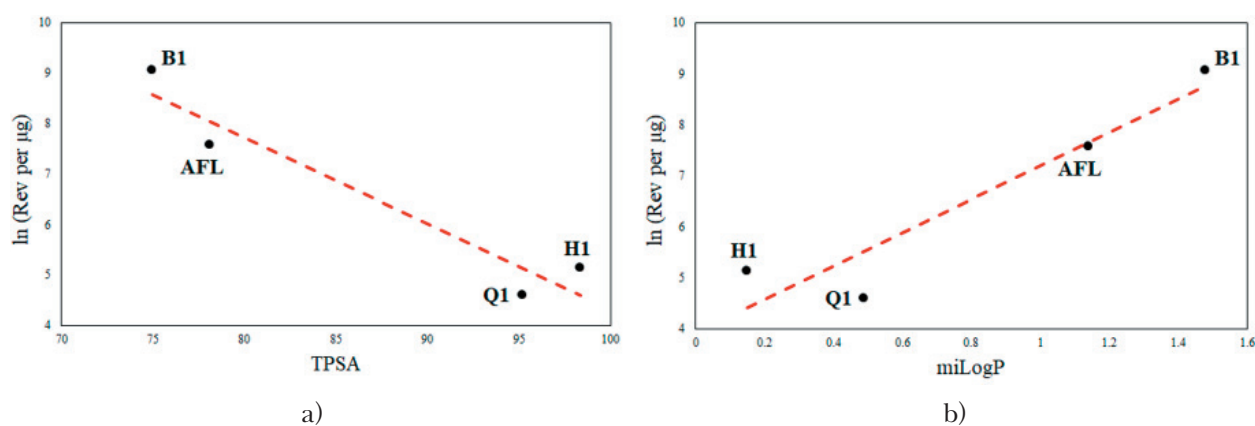 ln (Rev per μg)
10
9
8
7
6
5
4
B1
AFL
H1
Q1
70
75
80
85
90
95
100
TPSA
a)
ln (Rev per μg)
10
9
8
7
6
5
4
B1
AFL
H1
Q1
0
0.2
0.4
0.6
0.8
1
1.2
1.4
1.6
miLogP
b)